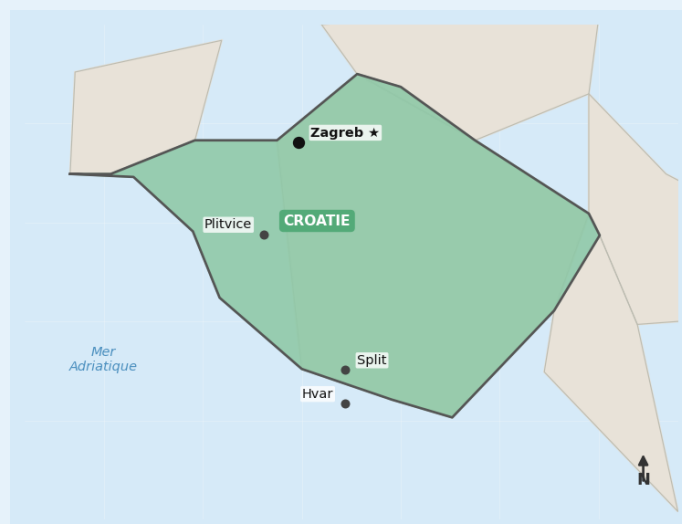 Zagreb ★
Plitvice
CROATIE
Mer
Adriatique
Split
Hvar
N